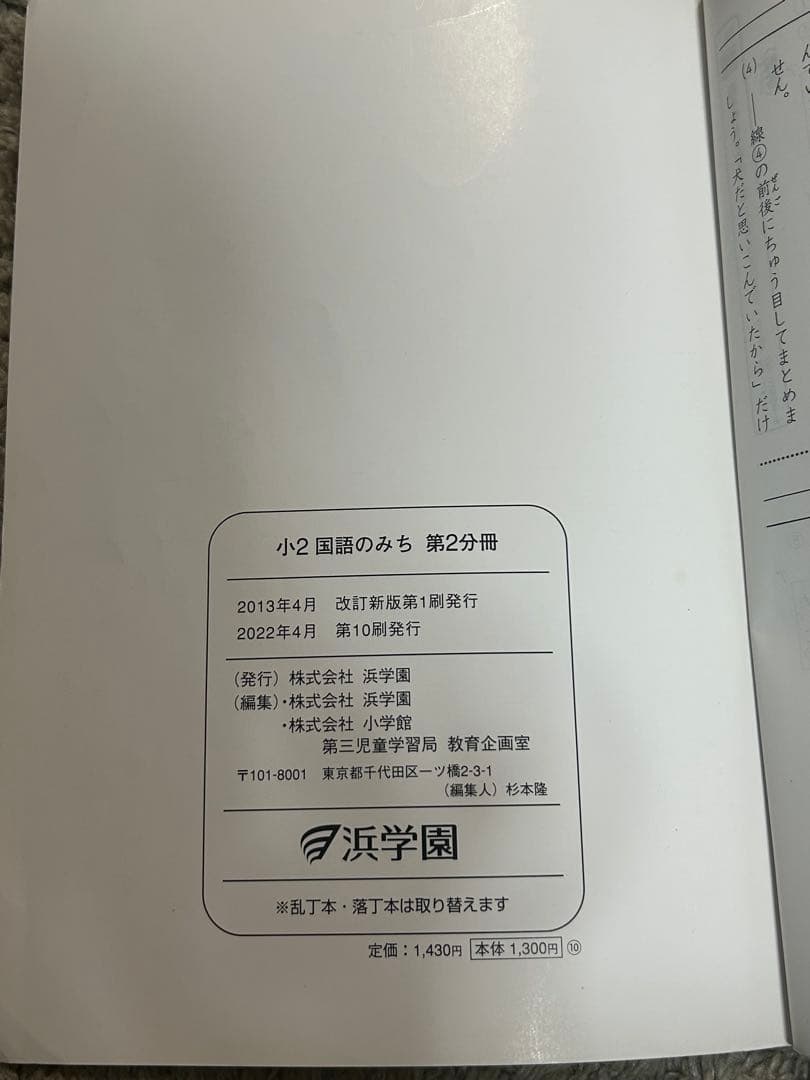 小2 国語のみち 第2分冊
2013年4月 改訂新版第1刷発行
2022年4月 第10刷発行
(発行) 株式会社 浜学園
(編集)・株式会社 浜学園
・株式会社 小学館
第三児童学習局 教育企画室
〒101-8001 東京都千代田区一ツ橋2-3-1
(編集人) 杉本隆
浜学園
※乱丁本・落丁本は取り替えます
定価：1,430円 本体 1,300円 ⑩
せん。
(4) ──線④の前後にちゅう目してまとめま
ぜんご
しょう。「犬だと思いこんでいたから」だけ